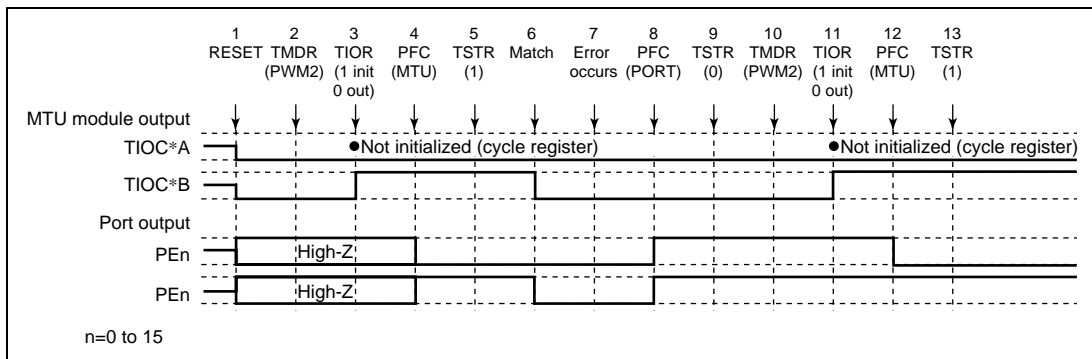 1 2 3 4 5 6 7 8 9 10 11 12 13
RESET TMDR TIOR PFC TSTR Match Error PFC TSTR TMDR TIOR PFC TSTR
(PWM2) (1 init (MTU) (1) occurs (PORT) (0) (PWM2) (1 init (MTU) (1)
0 out) 0 out)
MTU module output
TIOC*A
●Not initialized (cycle register) ●Not initialized (cycle register)
TIOC*B
Port output
PEn High-Z
PEn High-Z
n=0 to 15